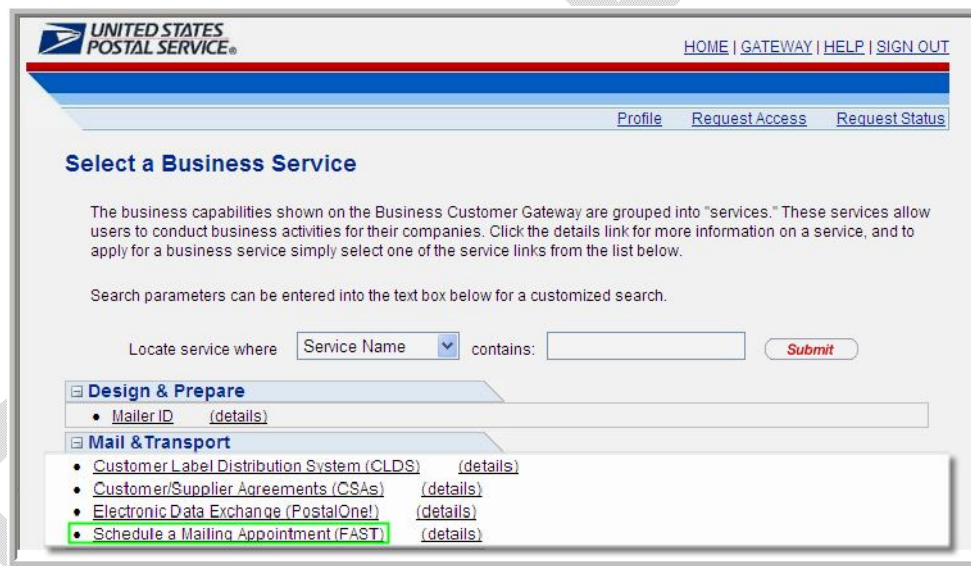 UNITED STATES
POSTAL SERVICE®
HOME | GATEWAY | HELP | SIGN OUT
Profile Request Access Request Status
Select a Business Service
The business capabilities shown on the Business Customer Gateway are grouped into "services." These services allow
users to conduct business activities for their companies. Click the details link for more information on a service, and to
apply for a business service simply select one of the service links from the list below.
Search parameters can be entered into the text box below for a customized search.
Locate service where Service Name contains: Submit
Design & Prepare
• Mailer ID (details)
Mail &Transport
• Customer Label Distribution System (CLDS) (details)
• Customer/Supplier Agreements (CSAs) (details)
• Electronic Data Exchange (PostalOne!) (details)
• Schedule a Mailing Appointment (FAST) (details)